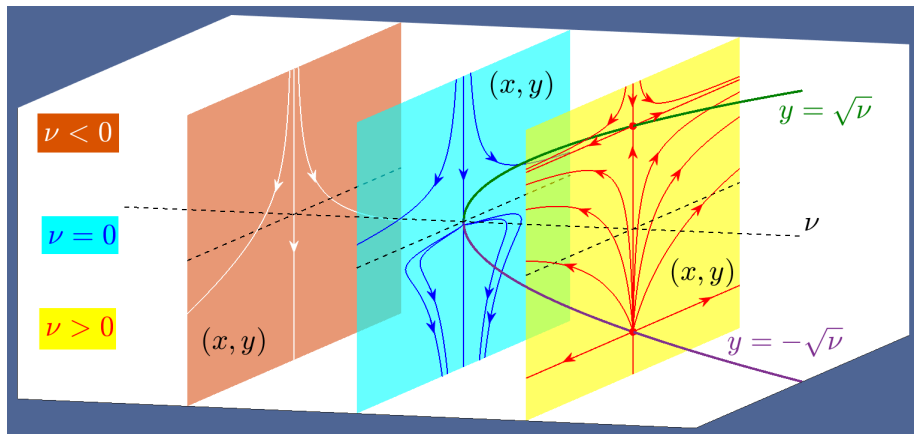 ν < 0
(x, y)
y = √ν
ν = 0
ν
(x, y)
ν > 0
(x, y)
y = −√ν